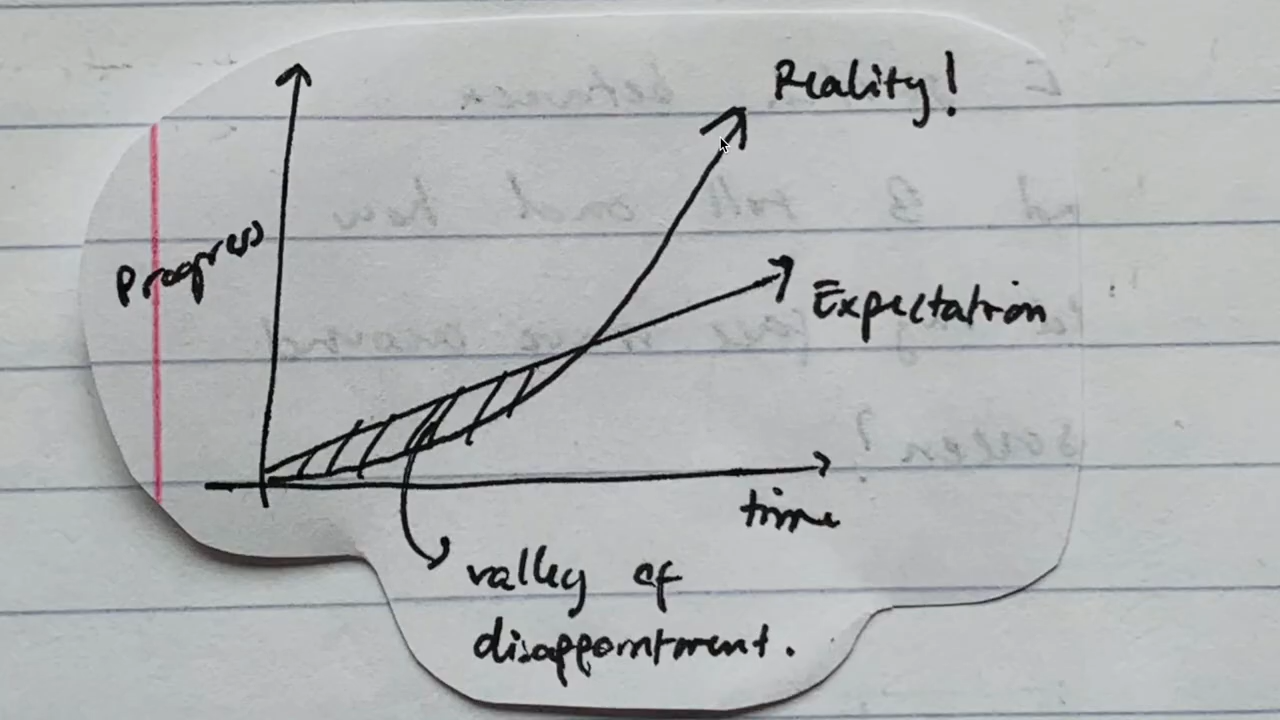 Reality!
Progress
Expectation
time
valley of
disappointment.